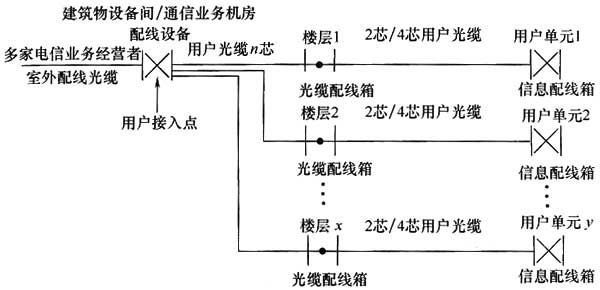 建筑物设备间/通信业务机房
配线设备
多家电信业务经营者
室外配线光缆
用户接入点
用户光缆n芯
楼层1
2芯/4芯用户光缆
用户单元1
光缆配线箱
信息配线箱
楼层2
2芯/4芯用户光缆
用户单元2
光缆配线箱
信息配线箱
楼层 x
2芯/4芯用户光缆
用户单元 y
光缆配线箱
信息配线箱